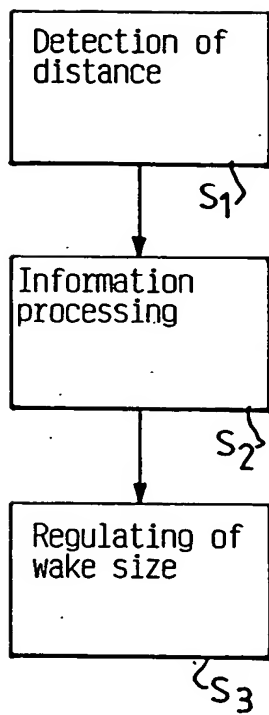 Detection of
distance
S1
Information
processing
S2
Regulating of
wake size
S3